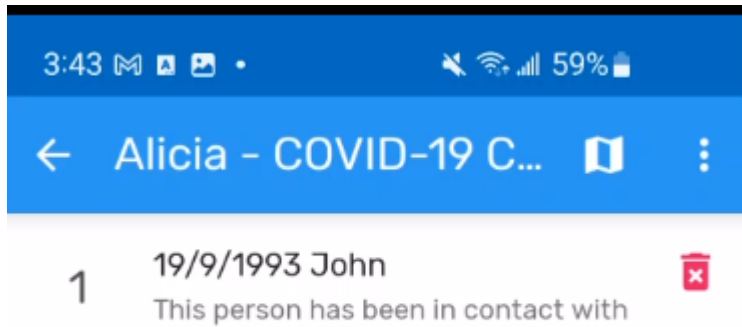 3:43 59%
Alicia - COVID-19 C...
19/9/1993 John
1
This person has been in contact with